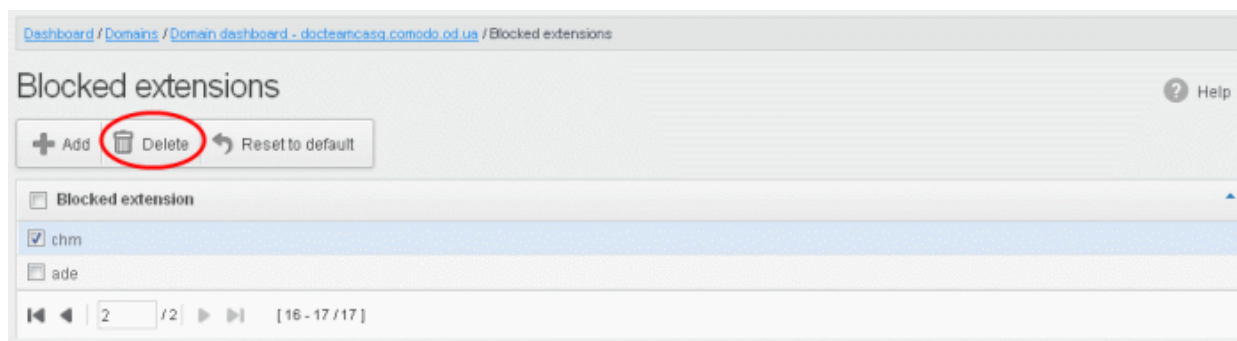 Dashboard / Domains / Domain dashboard - docteamcasg.comodo.od.ua / Blocked extensions
Blocked extensions
Help
Add Delete Reset to default
Blocked extension
chm
ade
2 / 2 [ 16 - 17 / 17 ]